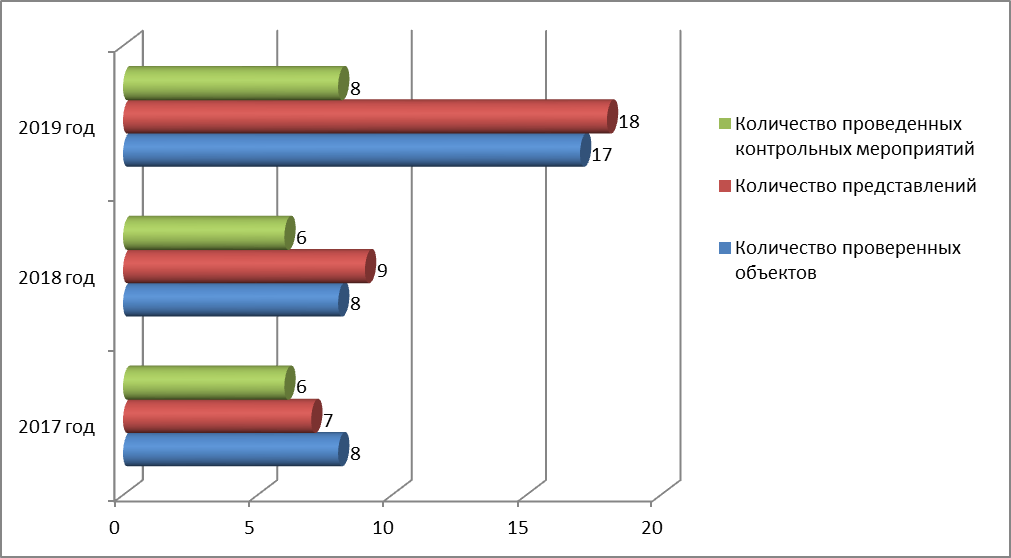 2019 год
8
18
17
2018 год
6
9
8
2017 год
6
7
8
0 5 10 15 20
Количество проведенных
контрольных мероприятий
Количество представлений
Количество проверенных
объектов